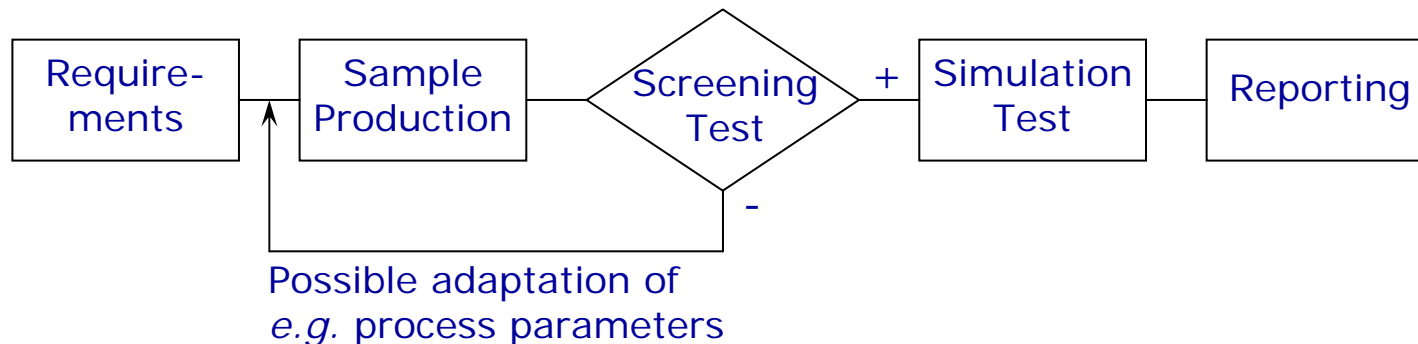 Require-
ments
Sample
Production
Screening
Test
+
-
Simulation
Test
Reporting
Possible adaptation of
e.g. process parameters